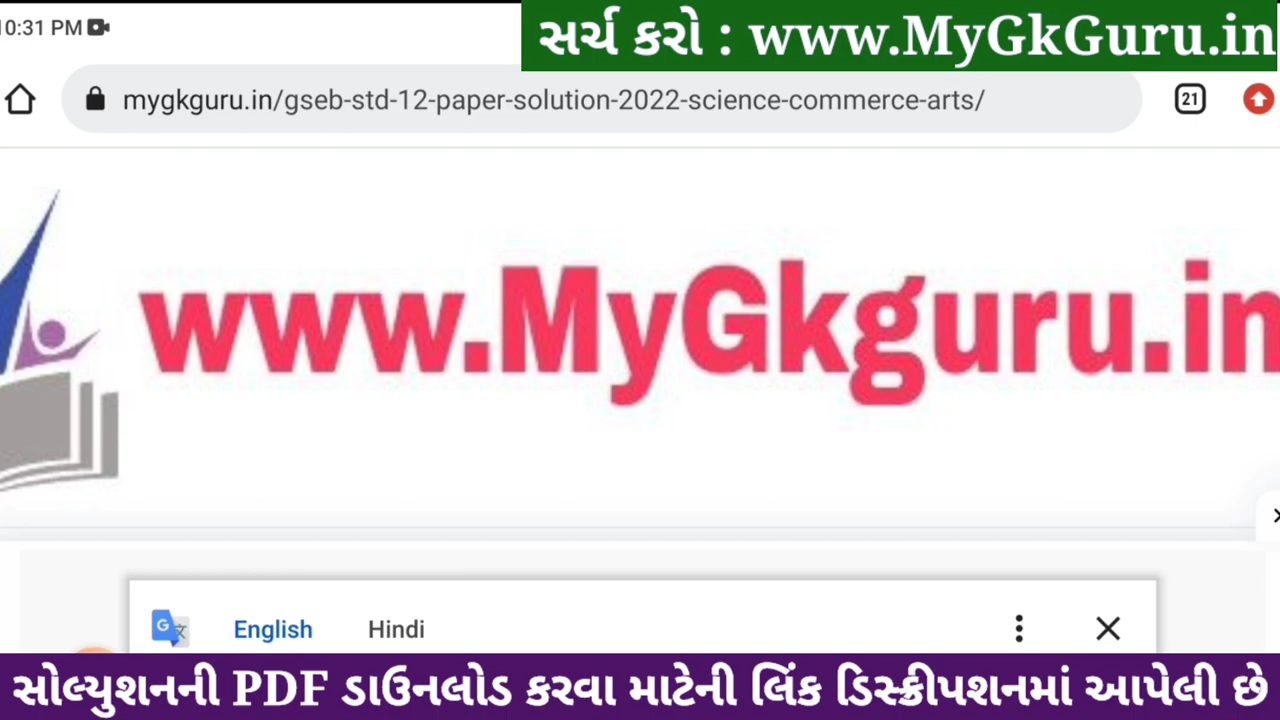 10:31 PM
સર્ચ કરો : www.MyGkGuru.in
mygkguru.in/gseb-std-12-paper-solution-2022-science-commerce-arts/
21
www.MyGkguru.in
English Hindi
સોલ્યુશનની PDF ડાઉનલોડ કરવા માટેની લિંક ડિસ્ક્રીપશનમાં આપેલી છે